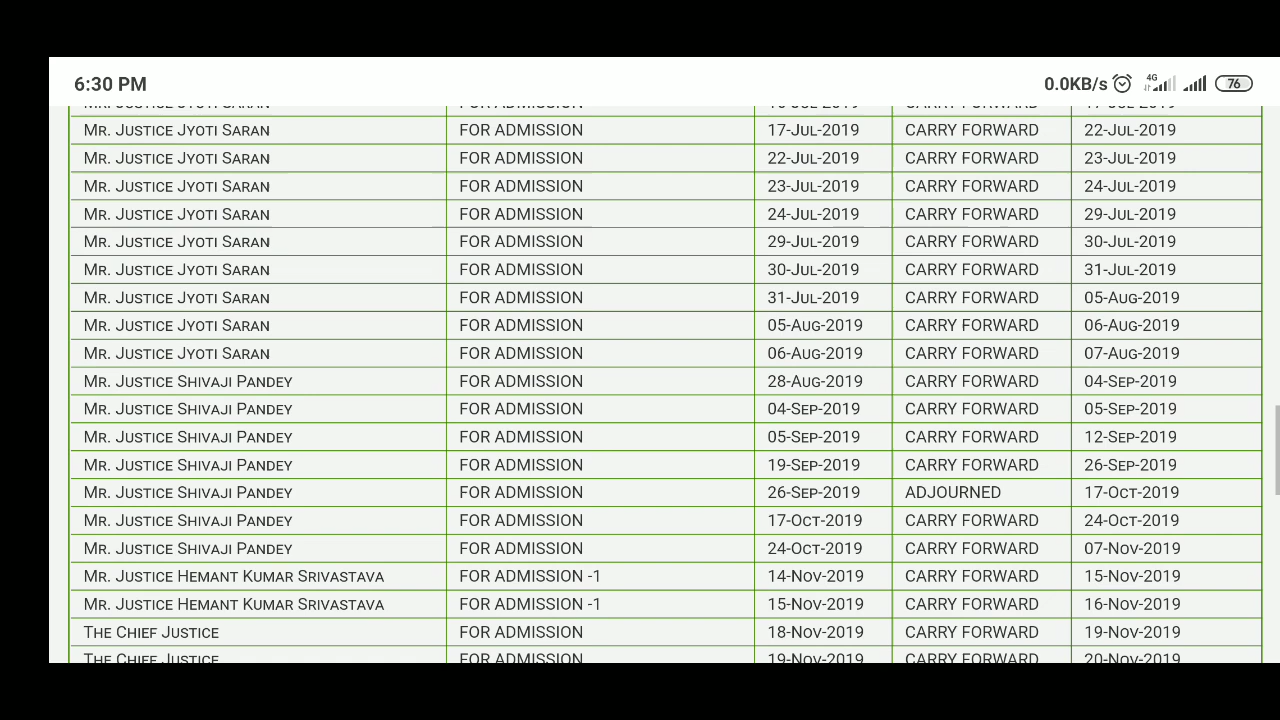 6:30 PM 0.0KB/s 4G 76
MR. JUSTICE JYOTI SARAN FOR ADMISSION 16-JUL-2019 CARRY FORWARD 17-JUL-2019
MR. JUSTICE JYOTI SARAN FOR ADMISSION 17-JUL-2019 CARRY FORWARD 22-JUL-2019
MR. JUSTICE JYOTI SARAN FOR ADMISSION 22-JUL-2019 CARRY FORWARD 23-JUL-2019
MR. JUSTICE JYOTI SARAN FOR ADMISSION 23-JUL-2019 CARRY FORWARD 24-JUL-2019
MR. JUSTICE JYOTI SARAN FOR ADMISSION 24-JUL-2019 CARRY FORWARD 29-JUL-2019
MR. JUSTICE JYOTI SARAN FOR ADMISSION 29-JUL-2019 CARRY FORWARD 30-JUL-2019
MR. JUSTICE JYOTI SARAN FOR ADMISSION 30-JUL-2019 CARRY FORWARD 31-JUL-2019
MR. JUSTICE JYOTI SARAN FOR ADMISSION 31-JUL-2019 CARRY FORWARD 05-AUG-2019
MR. JUSTICE JYOTI SARAN FOR ADMISSION 05-AUG-2019 CARRY FORWARD 06-AUG-2019
MR. JUSTICE JYOTI SARAN FOR ADMISSION 06-AUG-2019 CARRY FORWARD 07-AUG-2019
MR. JUSTICE SHIVAJI PANDEY FOR ADMISSION 28-AUG-2019 CARRY FORWARD 04-SEP-2019
MR. JUSTICE SHIVAJI PANDEY FOR ADMISSION 04-SEP-2019 CARRY FORWARD 05-SEP-2019
MR. JUSTICE SHIVAJI PANDEY FOR ADMISSION 05-SEP-2019 CARRY FORWARD 12-SEP-2019
MR. JUSTICE SHIVAJI PANDEY FOR ADMISSION 19-SEP-2019 CARRY FORWARD 26-SEP-2019
MR. JUSTICE SHIVAJI PANDEY FOR ADMISSION 26-SEP-2019 ADJOURNED 17-OCT-2019
MR. JUSTICE SHIVAJI PANDEY FOR ADMISSION 17-OCT-2019 CARRY FORWARD 24-OCT-2019
MR. JUSTICE SHIVAJI PANDEY FOR ADMISSION 24-OCT-2019 CARRY FORWARD 07-NOV-2019
MR. JUSTICE HEMANT KUMAR SRIVASTAVA FOR ADMISSION -1 14-NOV-2019 CARRY FORWARD 15-NOV-2019
MR. JUSTICE HEMANT KUMAR SRIVASTAVA FOR ADMISSION -1 15-NOV-2019 CARRY FORWARD 16-NOV-2019
THE CHIEF JUSTICE FOR ADMISSION 18-NOV-2019 CARRY FORWARD 19-NOV-2019
THE CHIEF JUSTICE FOR ADMISSION 19-NOV-2019 CARRY FORWARD 20-NOV-2019